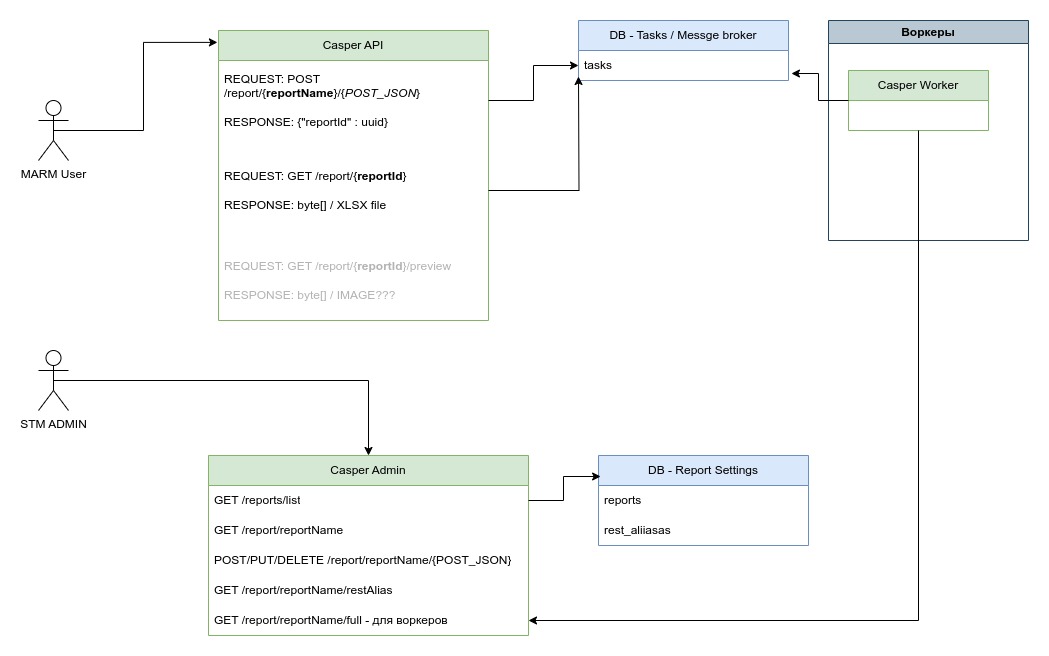 Casper API
REQUEST: POST
/report/{reportName}/{POST_JSON}
RESPONSE: {"reportId" : uuid}
REQUEST: GET /report/{reportId}
RESPONSE: byte[] / XLSX file
REQUEST: GET /report/{reportId}/preview
RESPONSE: byte[] / IMAGE???
DB - Tasks / Messge broker
tasks
Воркеры
Casper Worker
MARM User
STM ADMIN
Casper Admin
GET /reports/list
GET /report/reportName
POST/PUT/DELETE /report/reportName/{POST_JSON}
GET /report/reportName/restAlias
GET /report/reportName/full - для воркеров
DB - Report Settings
reports
rest_aliiasas